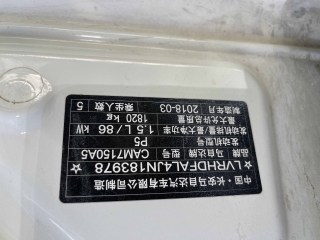 中国 长安马自达汽车有限公司制造
☆LVRHDFAL4JN183978☆
品牌 马自达牌 型号 CAM7150A5
发动机型号 P5
发动机排量/最大净功率 1.5 L / 86 kW
最大允许总质量 1820 kg
制造年月 2018-03 乘坐人数 5